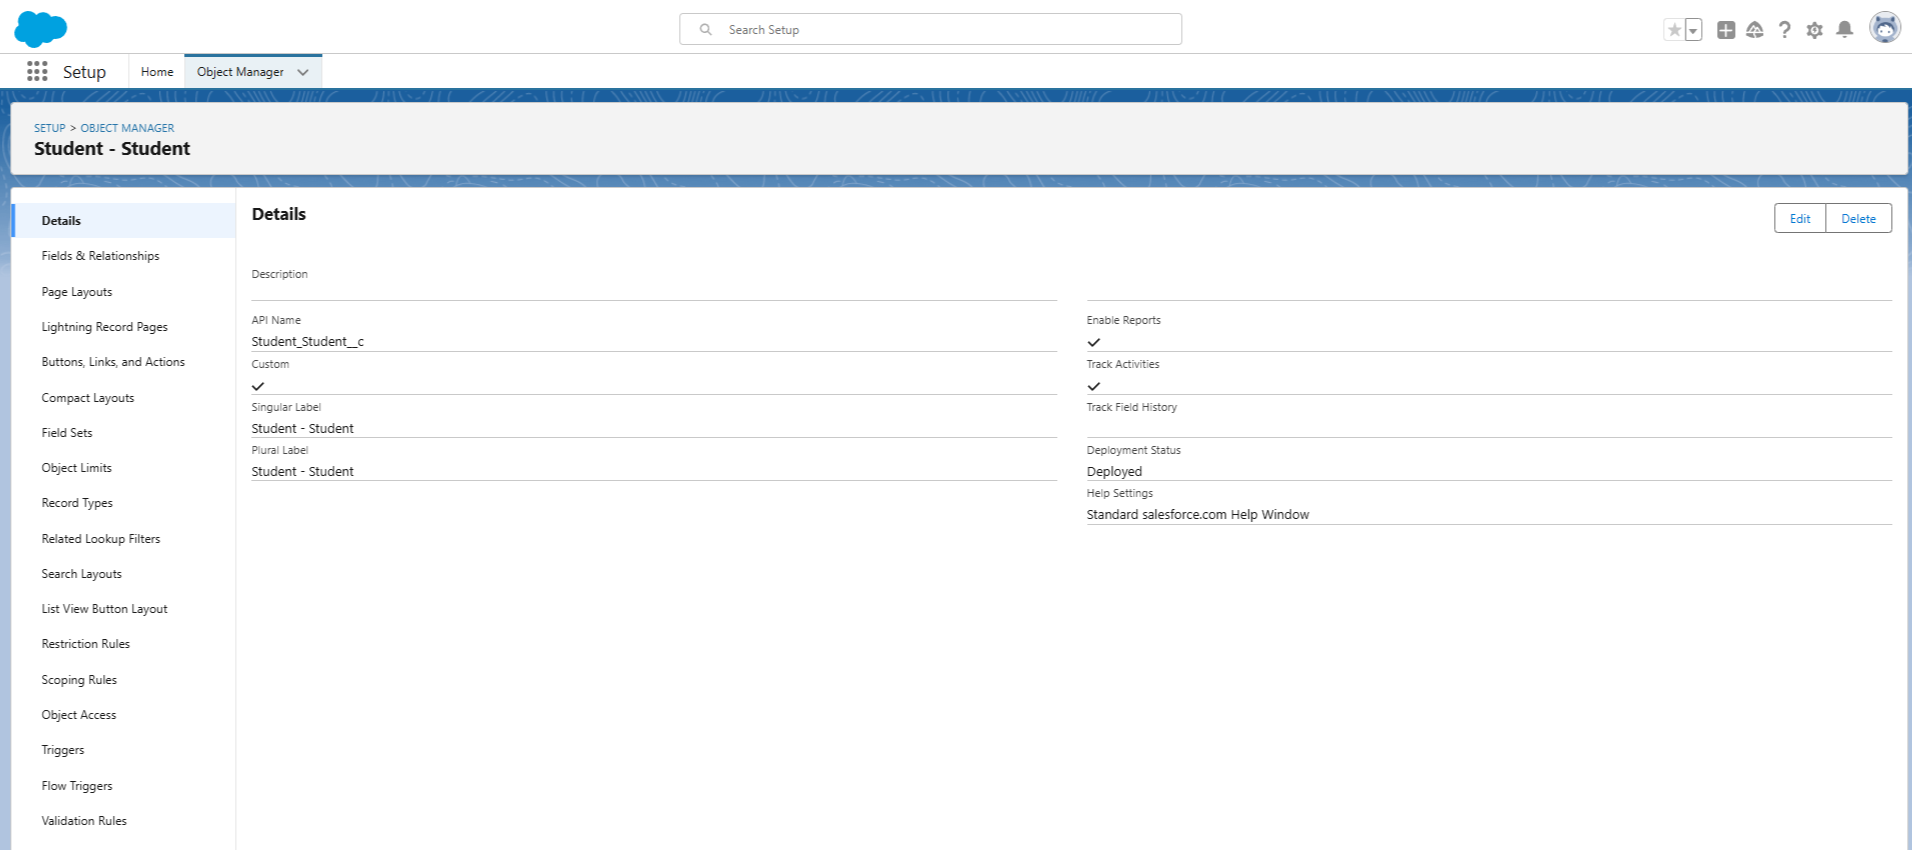 Search Setup
Setup
Home
Object Manager
SETUP > OBJECT MANAGER
Student - Student
Details
Fields & Relationships
Page Layouts
Lightning Record Pages
Buttons, Links, and Actions
Compact Layouts
Field Sets
Object Limits
Record Types
Related Lookup Filters
Search Layouts
List View Button Layout
Restriction Rules
Scoping Rules
Object Access
Triggers
Flow Triggers
Validation Rules
Details
Edit
Delete
Description
API Name
Student_Student__c
Custom
Singular Label
Student - Student
Plural Label
Student - Student
Enable Reports
Track Activities
Track Field History
Deployment Status
Deployed
Help Settings
Standard salesforce.com Help Window